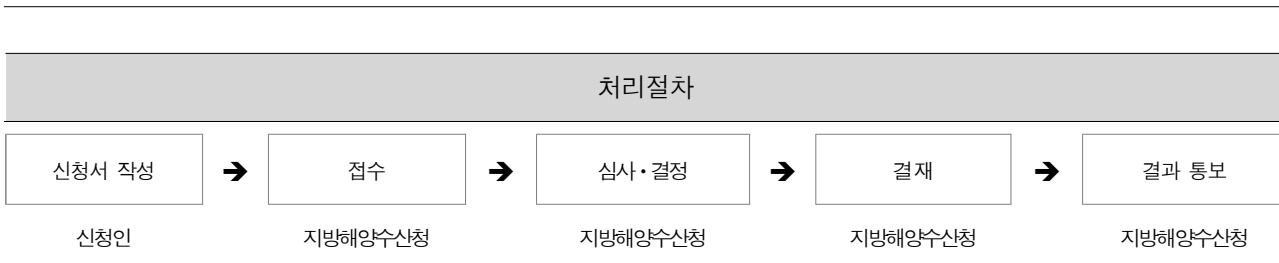 처리절차
신청서 작성 ➔ 접수 ➔ 심사·결정 ➔ 결재 ➔ 결과 통보
신청인 지방해양수산청 지방해양수산청 지방해양수산청 지방해양수산청